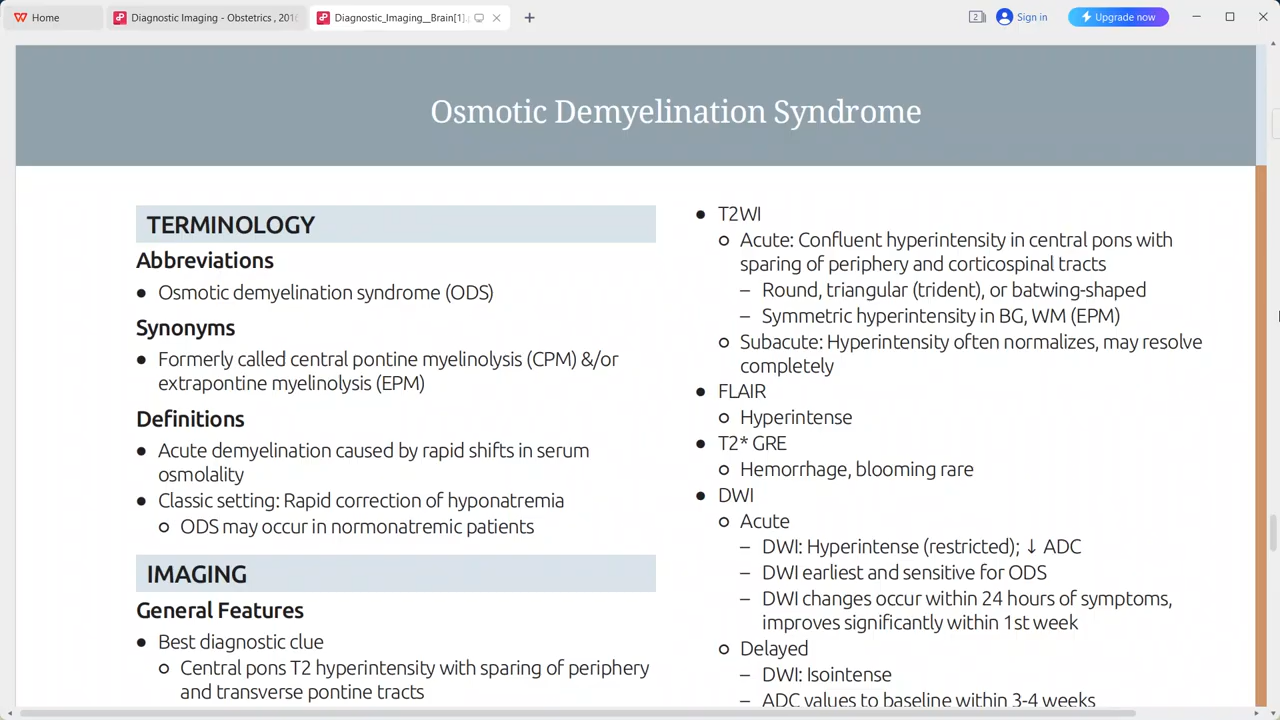 Home
Diagnostic Imaging - Obstetrics , 201
Diagnostic_Imaging__Brain[1].
2
Sign in
Upgrade now
Osmotic Demyelination Syndrome
TERMINOLOGY
Abbreviations
● Osmotic demyelination syndrome (ODS)
Synonyms
● Formerly called central pontine myelinolysis (CPM) &/or
extrapontine myelinolysis (EPM)
Definitions
● Acute demyelination caused by rapid shifts in serum
osmolality
● Classic setting: Rapid correction of hyponatremia
○ ODS may occur in normonatremic patients
IMAGING
General Features
● Best diagnostic clue
○ Central pons T2 hyperintensity with sparing of periphery
and transverse pontine tracts
● T2WI
○ Acute: Confluent hyperintensity in central pons with
sparing of periphery and corticospinal tracts
– Round, triangular (trident), or batwing-shaped
– Symmetric hyperintensity in BG, WM (EPM)
○ Subacute: Hyperintensity often normalizes, may resolve
completely
● FLAIR
○ Hyperintense
● T2* GRE
○ Hemorrhage, blooming rare
● DWI
○ Acute
– DWI: Hyperintense (restricted); ↓ ADC
– DWI earliest and sensitive for ODS
– DWI changes occur within 24 hours of symptoms,
improves significantly within 1st week
○ Delayed
– DWI: Isointense
– ADC values to baseline within 3-4 weeks